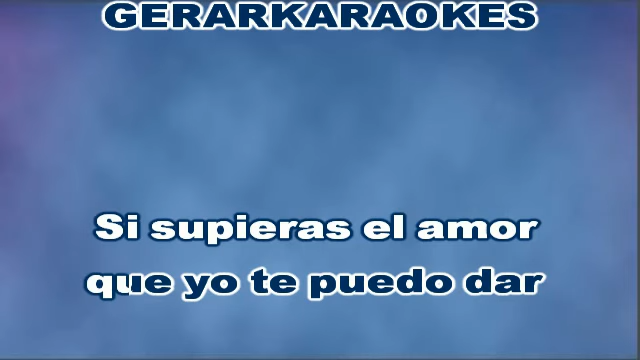 GERARKARAOKES
Si supieras el amor
que yo te puedo dar